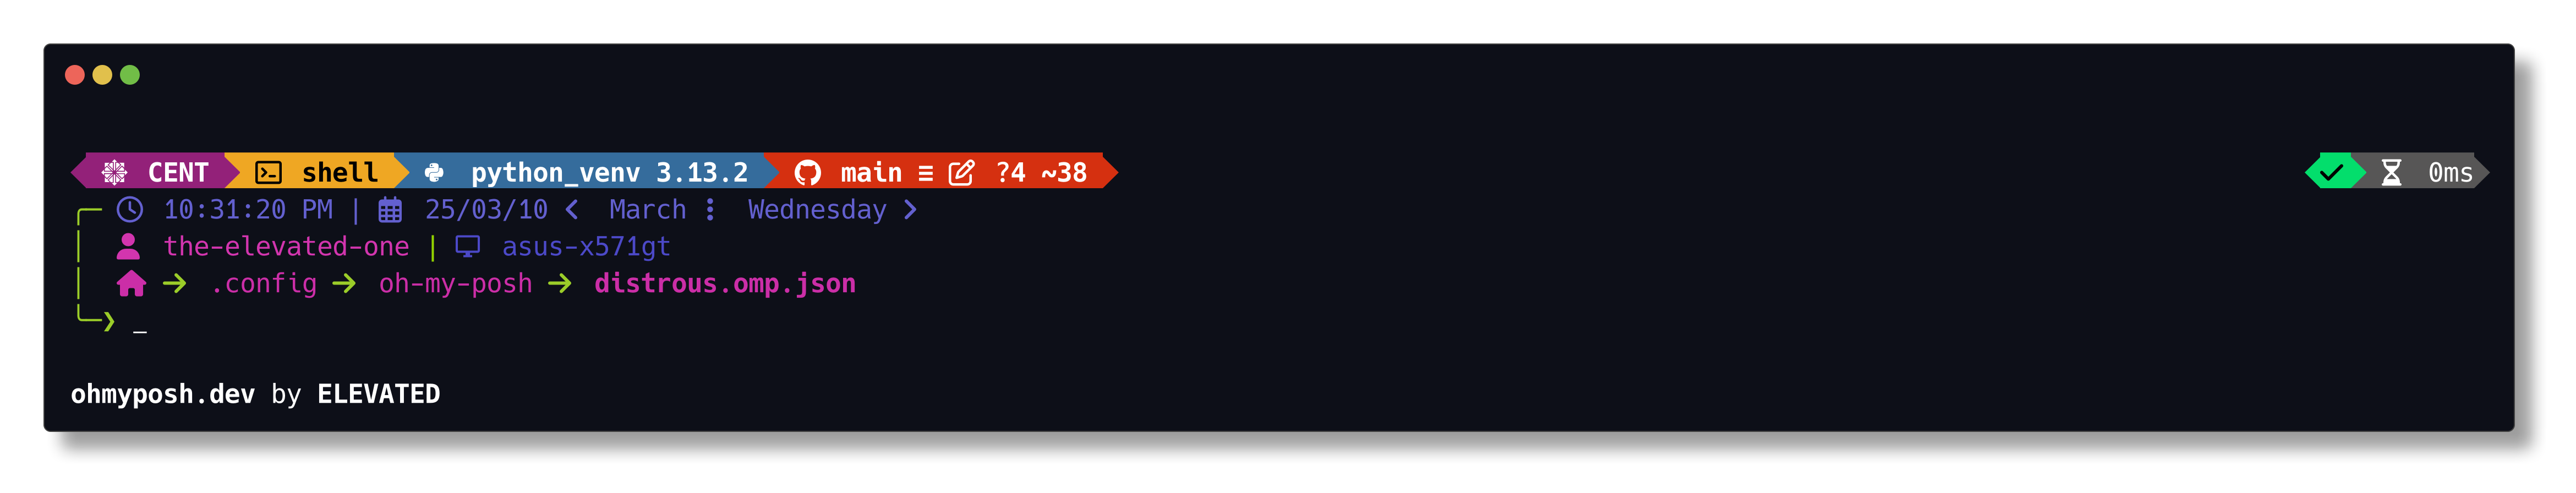 CENT shell python_venv 3.13.2 main ≡ ?4 ~38 0ms
10:31:20 PM | 25/03/10 < March ⋮ Wednesday >
the-elevated-one | asus-x571gt
→ .config → oh-my-posh → distrous.omp.json
❯ _
ohmyposh.dev by ELEVATED